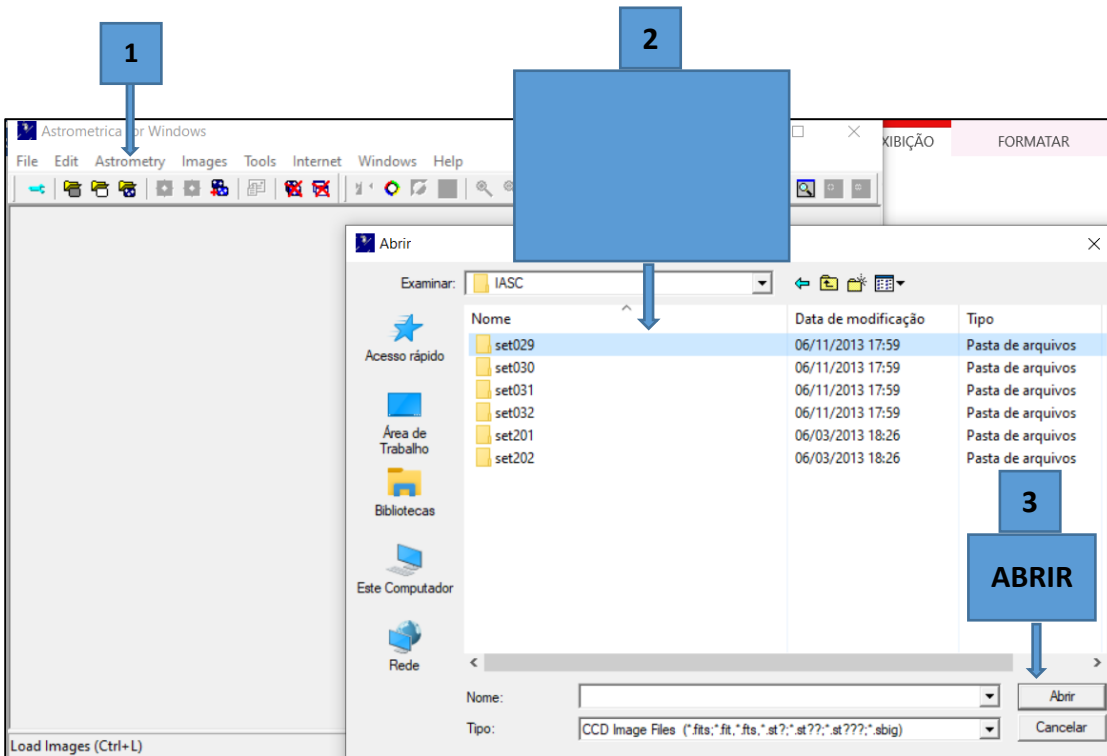 1
2
Astrometrica for Windows
XIBIÇÃO
FORMATAR
File Edit Astrometry Images Tools Internet Windows Help
Abrir
Examinar: IASC
Nome Data de modificação Tipo
set029 06/11/2013 17:59 Pasta de arquivos
set030 06/11/2013 17:59 Pasta de arquivos
set031 06/11/2013 17:59 Pasta de arquivos
set032 06/11/2013 17:59 Pasta de arquivos
set201 06/03/2013 18:26 Pasta de arquivos
set202 06/03/2013 18:26 Pasta de arquivos
Acesso rápido
Área de
Trabalho
Bibliotecas
Este Computador
Rede
3
ABRIR
Nome: Abrir
Tipo: CCD Image Files (*.fits;*.fit,*.fts,*.st?;*.st??;*.st???;*.sbig) Cancelar
Load Images (Ctrl+L)